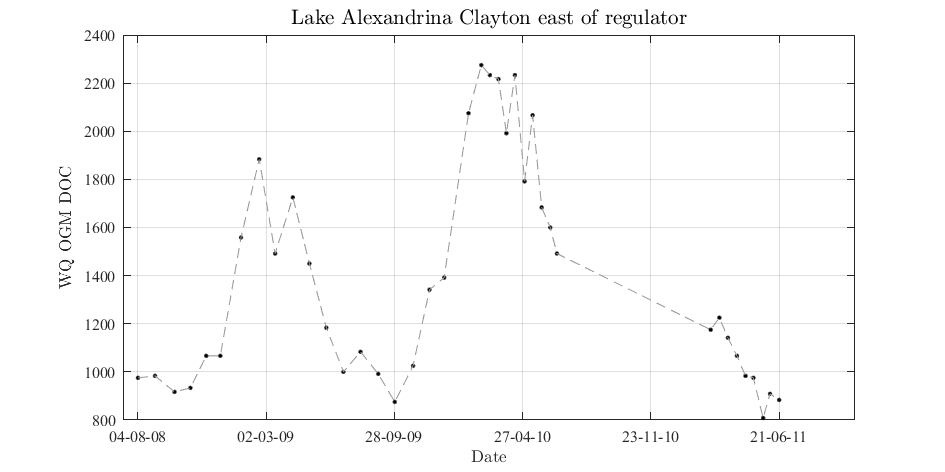 Lake Alexandrina Clayton east of regulator
2400
2200
2000
1800
1600
1400
1200
1000
800
WQ OGM DOC
04-08-08 02-03-09 28-09-09 27-04-10 23-11-10 21-06-11
Date